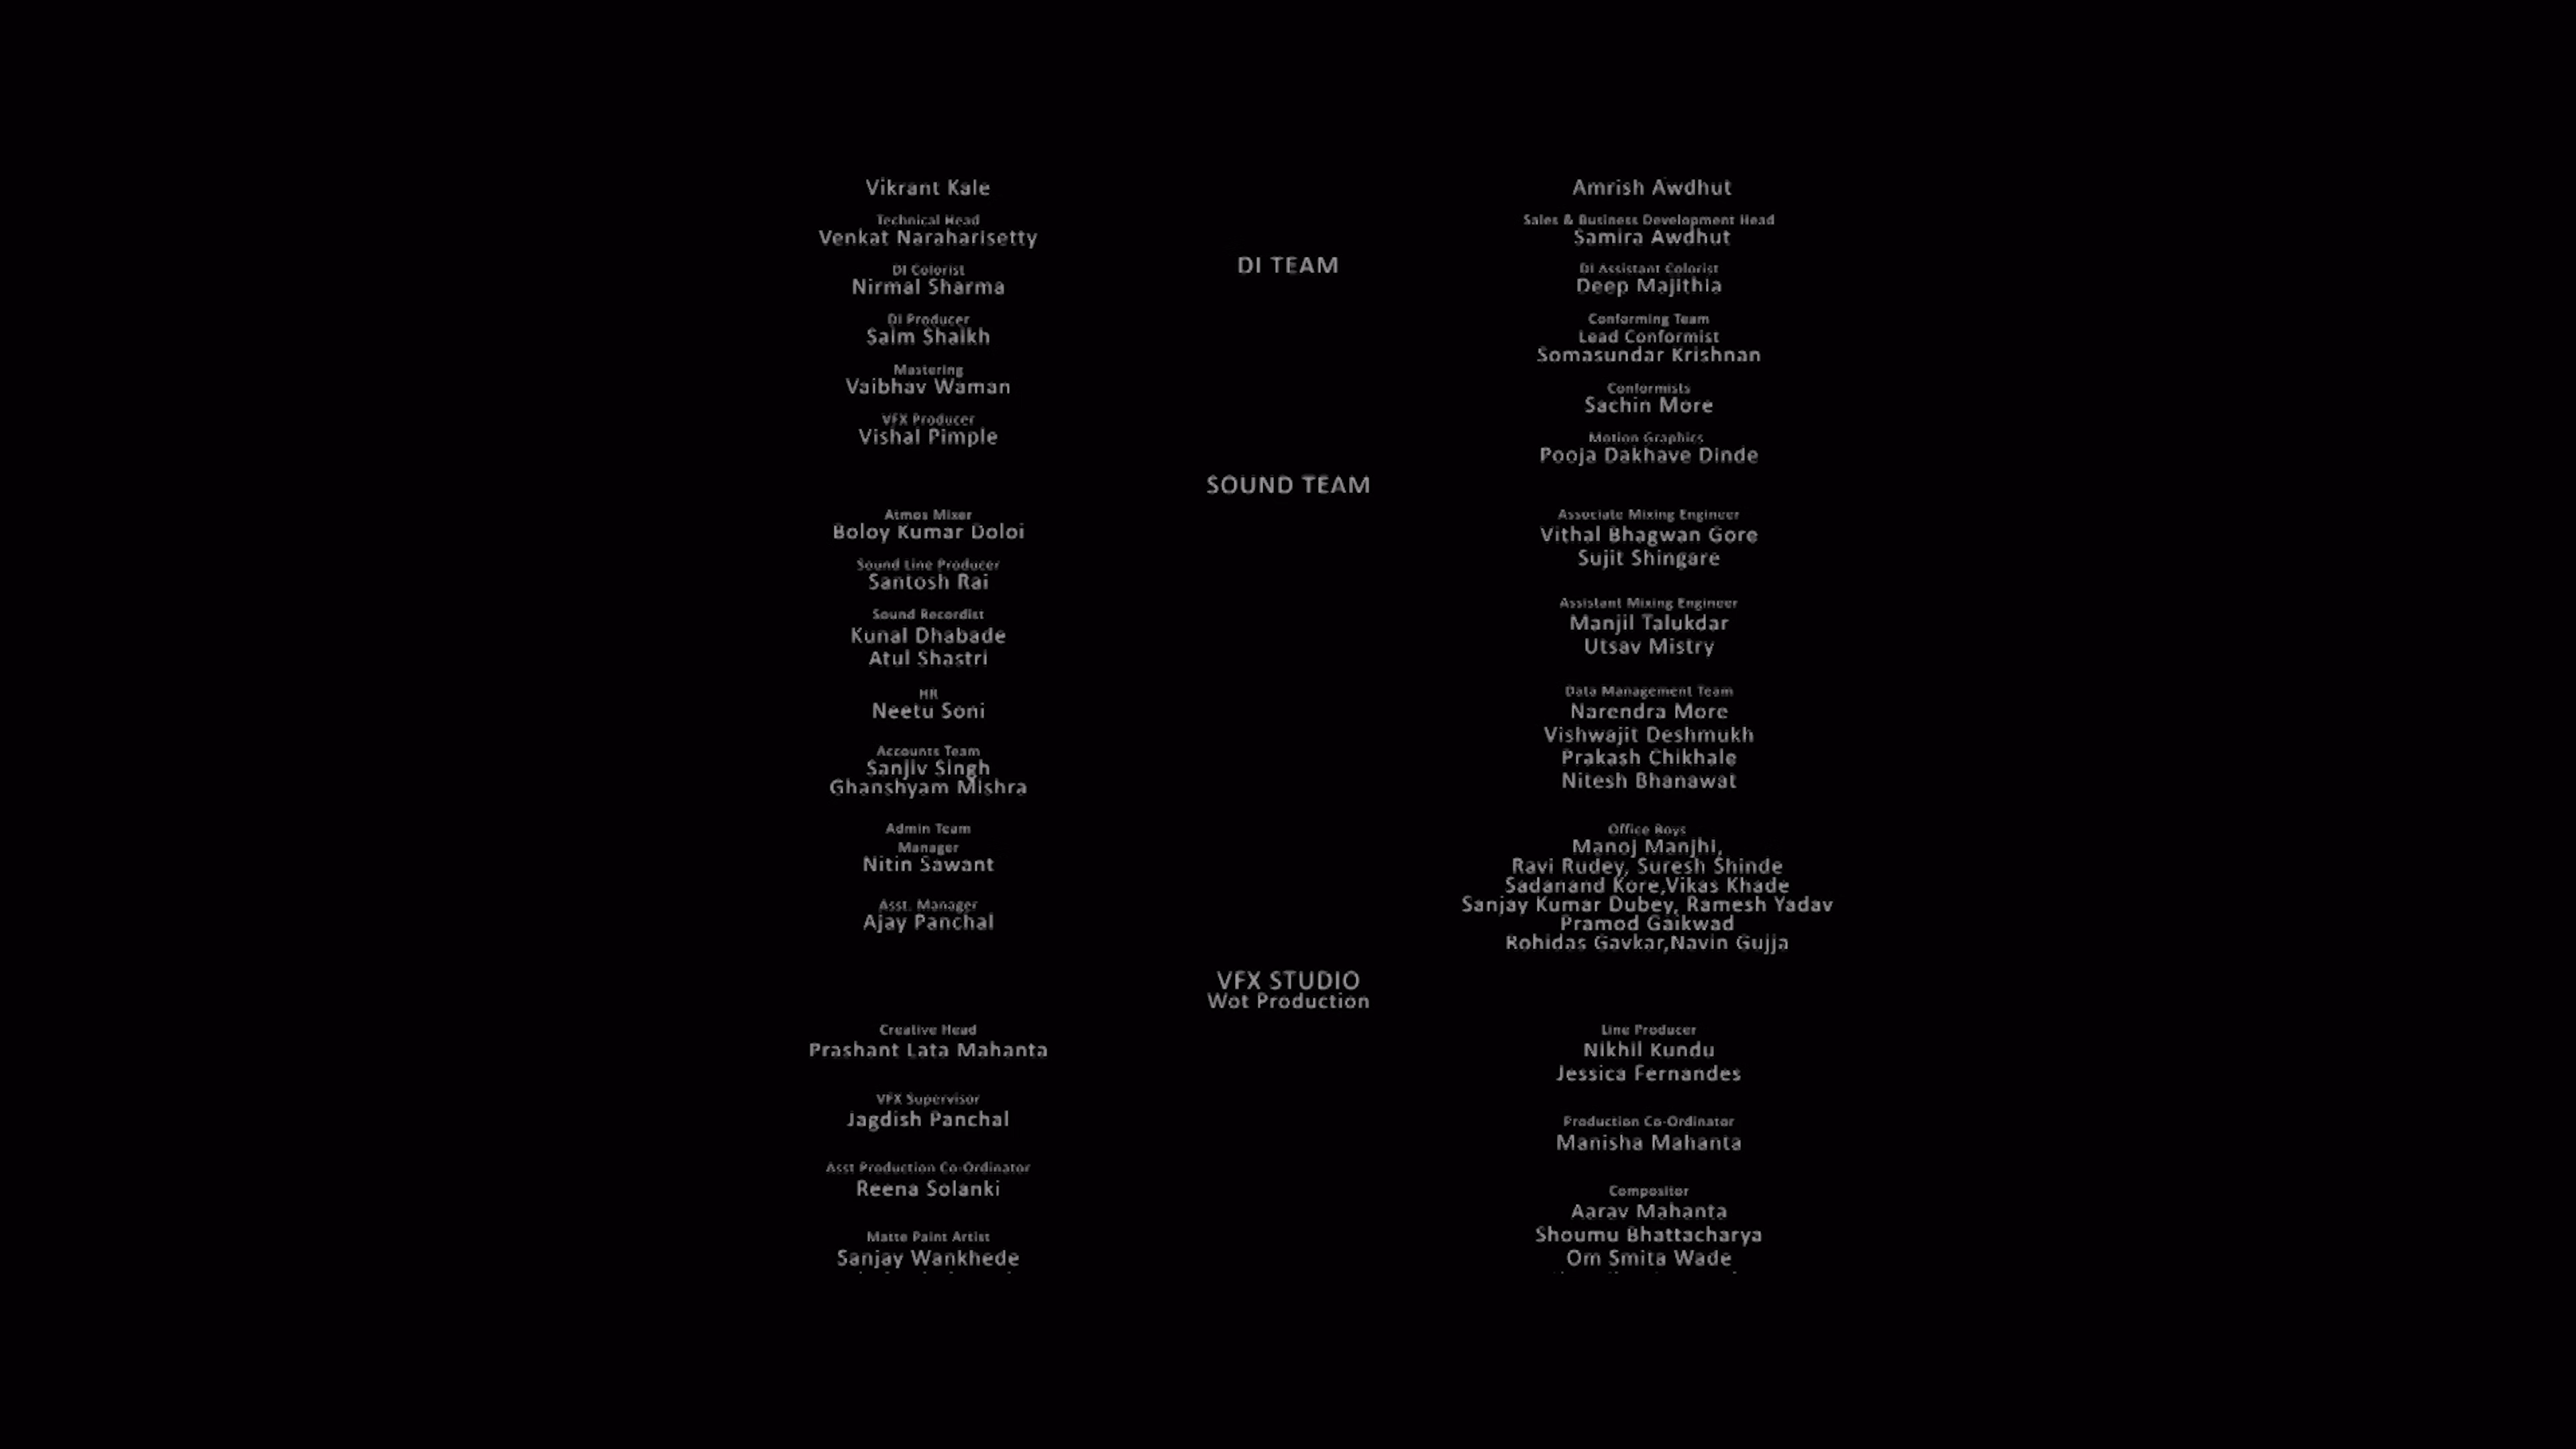 Vikrant Kale
Amrish Awdhut
Technical Head
Venkat Naraharisetty
Sales & Business Development Head
Samira Awdhut
DI TEAM
DI Colorist
Nirmal Sharma
DI Assistant Colorist
Deep Majithia
DI Producer
Saim Shaikh
Conforming Team
Lead Conformist
Somasundar Krishnan
Mastering
Vaibhav Waman
Conformists
Sachin More
VFX Producer
Vishal Pimple
Motion Graphics
Pooja Dakhave Dinde
SOUND TEAM
Atmos Mixer
Boloy Kumar Doloi
Associate Mixing Engineer
Vithal Bhagwan Gore
Sujit Shingare
Sound Line Producer
Santosh Rai
Sound Recordist
Kunal Dhabade
Atul Shastri
Assistant Mixing Engineer
Manjil Talukdar
Utsav Mistry
HR
Neetu Soni
Data Management Team
Narendra More
Vishwajit Deshmukh
Prakash Chikhale
Nitesh Bhanawat
Accounts Team
Sanjiv Singh
Ghanshyam Mishra
Admin Team
Manager
Nitin Sawant
Asst. Manager
Ajay Panchal
Office Boys
Manoj Manjhi,
Ravi Rudey, Suresh Shinde
Sadanand Kore,Vikas Khade
Sanjay Kumar Dubey, Ramesh Yadav
Pramod Gaikwad
Rohidas Gavkar,Navin Gujja
VFX STUDIO
Wot Production
Creative Head
Prashant Lata Mahanta
Line Producer
Nikhil Kundu
Jessica Fernandes
VFX Supervisor
Jagdish Panchal
Production Co-Ordinator
Manisha Mahanta
Asst Production Co-Ordinator
Reena Solanki
Compositor
Aarav Mahanta
Shoumu Bhattacharya
Om Smita Wade
Matte Paint Artist
Sanjay Wankhede